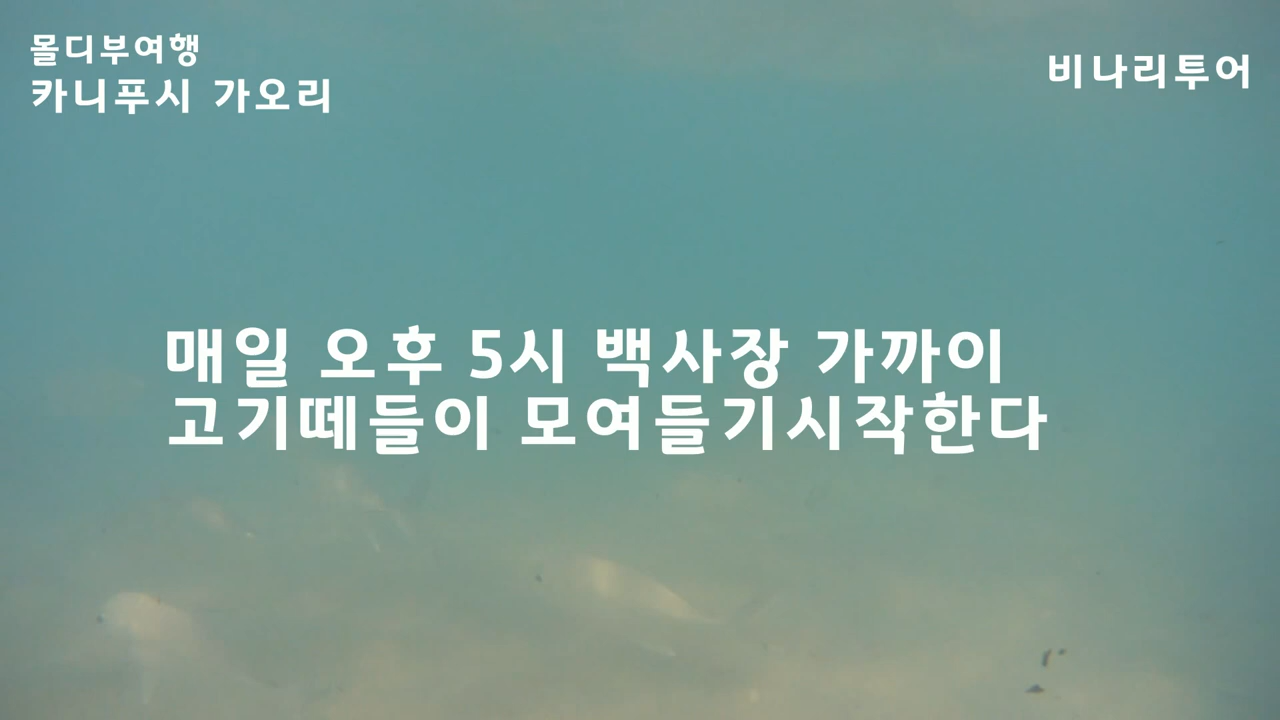 몰디부여행
카니푸시 가오리
비나리투어
매일 오후 5시 백사장 가까이
고기떼들이 모여들기시작한다